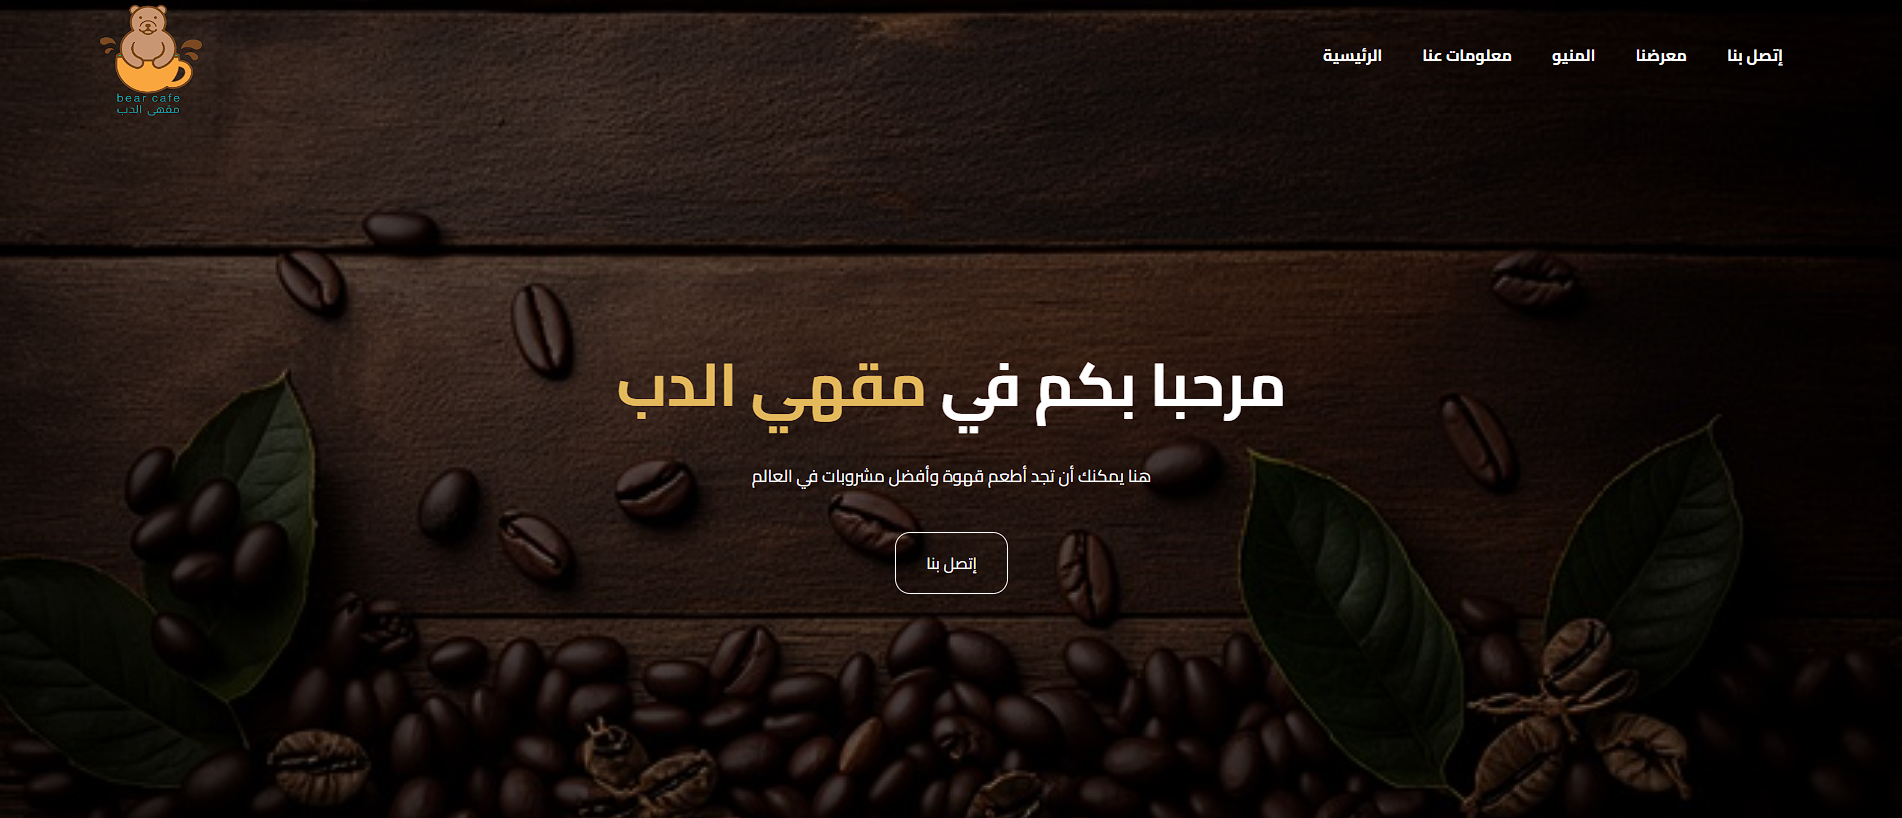 bear cafe
مقهى الدب
إتصل بنا
معرضنا
المنيو
معلومات عنا
الرئيسية
مرحبا بكم في مقهي الدب
هنا يمكنك أن تجد أطعم قهوة وأفضل مشروبات في العالم
إتصل بنا